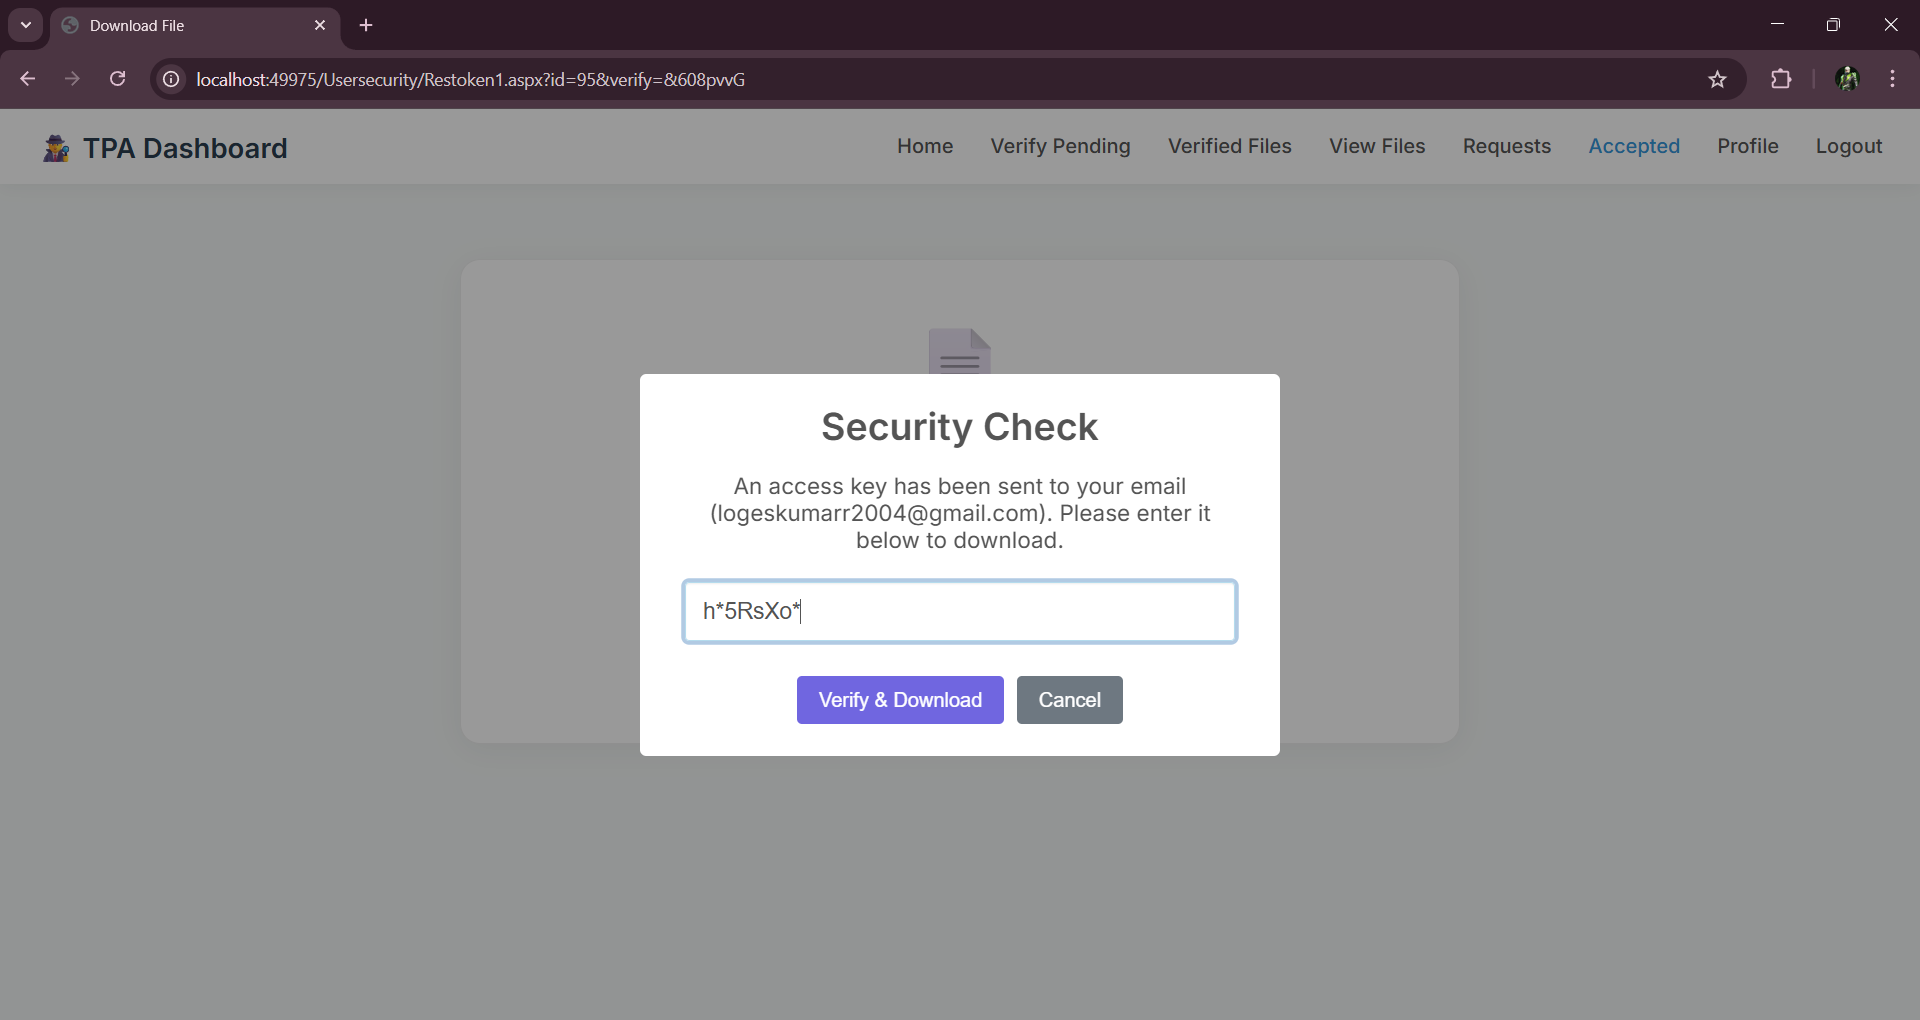 Download File
localhost:49975/Usersecurity/Restoken1.aspx?id=95&verify=&608pvvG
TPA Dashboard
Home
Verify Pending
Verified Files
View Files
Requests
Accepted
Profile
Logout
Security Check
An access key has been sent to your email
(logeskumarr2004@gmail.com). Please enter it
below to download.
h*5RsXo*
Verify & Download
Cancel